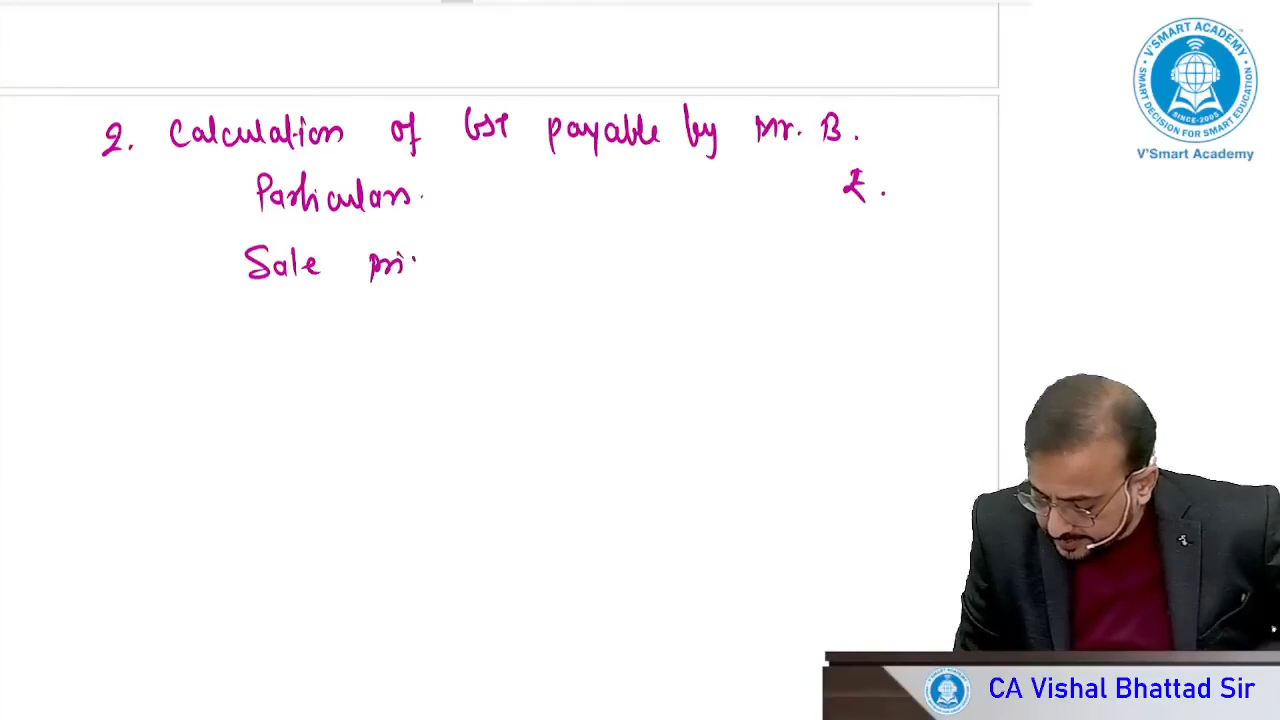 2. Calculation of GST payable by Mr. B.
Particulars.
₹.
Sale pri
V'SMART ACADEMY
SMART DECISION FOR SMART EDUCATION
SINCE-2005
V'Smart Academy
CA Vishal Bhattad Sir